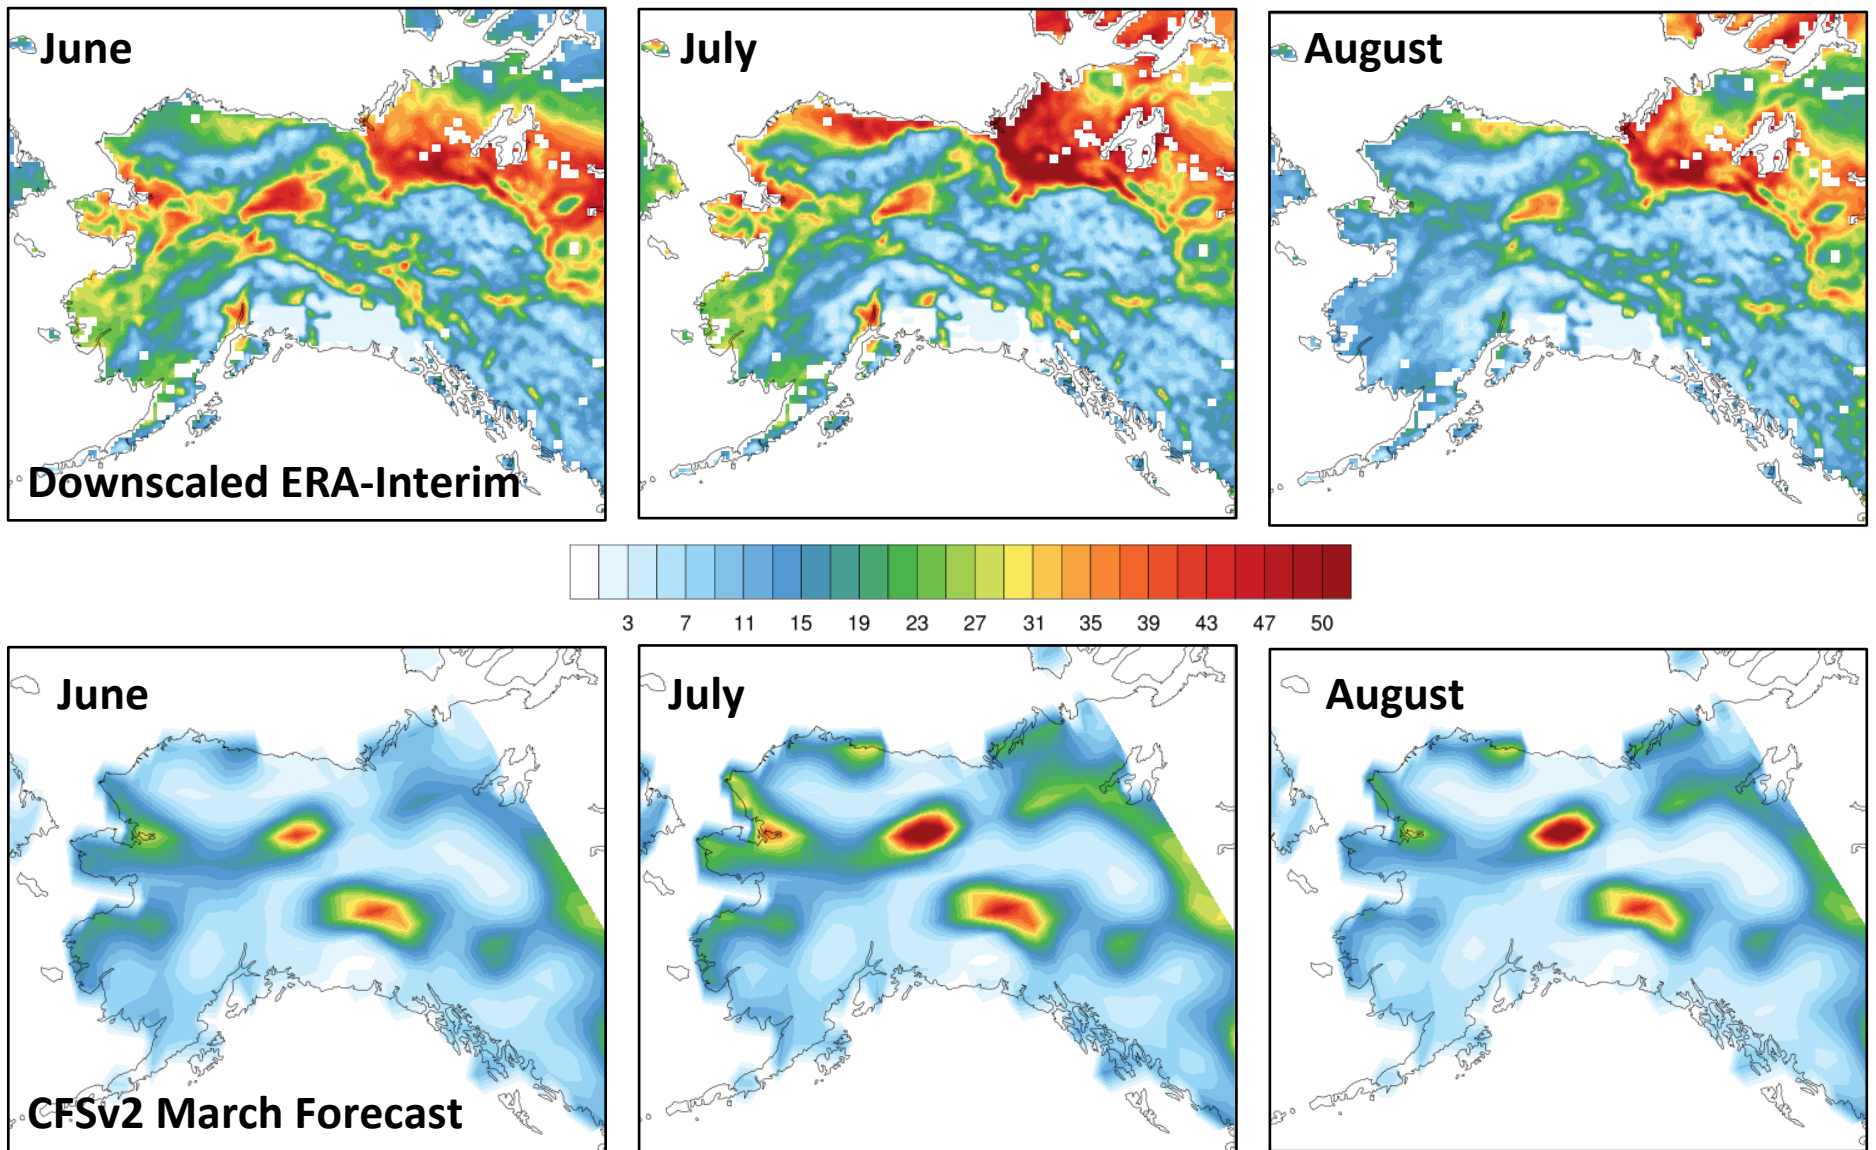 June
July
August
Downscaled ERA-Interim
3 7 11 15 19 23 27 31 35 39 43 47 50
June
July
August
CFSv2 March Forecast